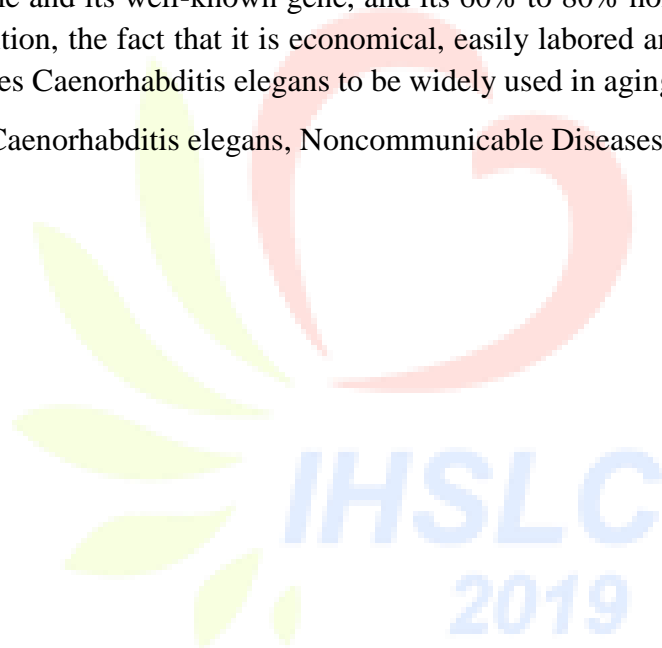 e and its well-known gene, and its 60% to 80% ho
tion, the fact that it is economical, easily labored a
es Caenorhabditis elegans to be widely used in aging
Caenorhabditis elegans, Noncommunicable Diseases
IHSLC
2019